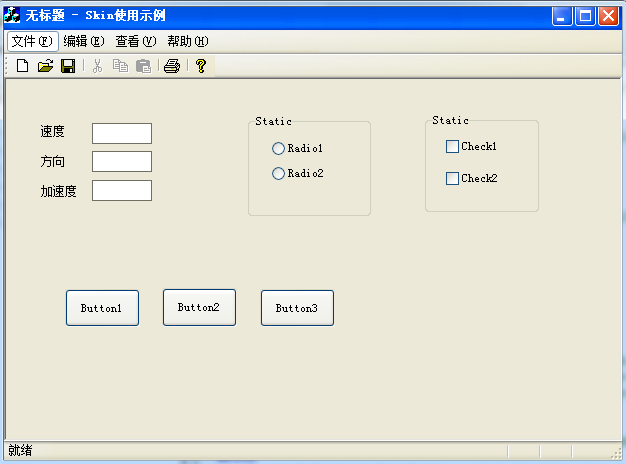 无标题 - Skin使用示例
文件(F) 编辑(E) 查看(V) 帮助(H)
速度
方向
加速度
Static
Radio1
Radio2
Static
Check1
Check2
Button1 Button2 Button3
就绪